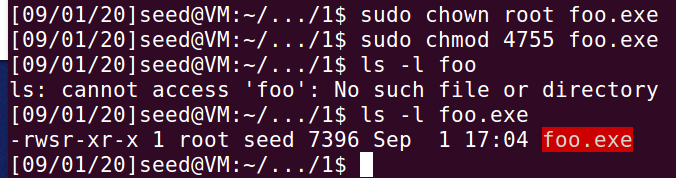 [09/01/20]seed@VM:~/.../1$ sudo chown root foo.exe
[09/01/20]seed@VM:~/.../1$ sudo chmod 4755 foo.exe
[09/01/20]seed@VM:~/.../1$ ls -l foo
ls: cannot access 'foo': No such file or directory
[09/01/20]seed@VM:~/.../1$ ls -l foo.exe
-rwsr-xr-x 1 root seed 7396 Sep  1 17:04 foo.exe
[09/01/20]seed@VM:~/.../1$